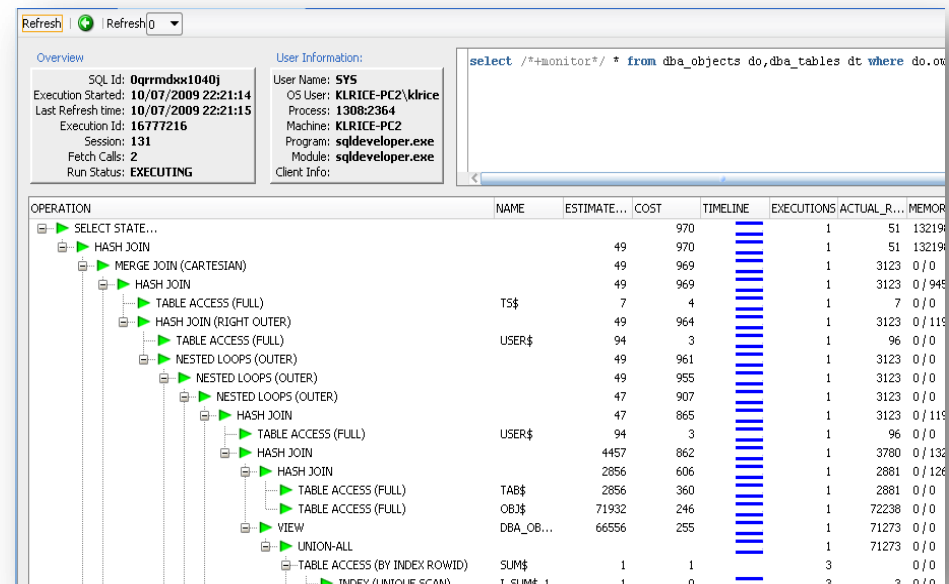 Refresh Refresh 0
Overview
SQL Id: 0qrrmdxx1040j
Execution Started: 10/07/2009 22:21:14
Last Refresh time: 10/07/2009 22:21:15
Execution Id: 16777216
Session: 131
Fetch Calls: 2
Run Status: EXECUTING
User Information:
User Name: SYS
OS User: KLRICE-PC2\klrice
Process: 1308:2364
Machine: KLRICE-PC2
Program: sqldeveloper.exe
Module: sqldeveloper.exe
Client Info:
select /*+monitor*/ * from dba_objects do,dba_tables dt where do.ow
OPERATION NAME ESTIMATE... COST TIMELINE EXECUTIONS ACTUAL_R... MEMOR
SELECT STATE... 970 1 51 13219
HASH JOIN 49 970 1 51 13219
MERGE JOIN (CARTESIAN) 49 969 1 3123 0 / 0
HASH JOIN 49 969 1 3123 0 / 945
TABLE ACCESS (FULL) TS$ 7 4 1 7 0 / 0
HASH JOIN (RIGHT OUTER) 49 964 1 3123 0 / 119
TABLE ACCESS (FULL) USER$ 94 3 1 96 0 / 0
NESTED LOOPS (OUTER) 49 961 1 3123 0 / 0
NESTED LOOPS (OUTER) 49 955 1 3123 0 / 0
NESTED LOOPS (OUTER) 47 907 1 3123 0 / 0
HASH JOIN 47 865 1 3123 0 / 119
TABLE ACCESS (FULL) USER$ 94 3 1 96 0 / 0
HASH JOIN 4457 862 1 3780 0 / 132
HASH JOIN 2856 606 1 2881 0 / 126
TABLE ACCESS (FULL) TAB$ 2856 360 1 2881 0 / 0
TABLE ACCESS (FULL) OBJ$ 71932 246 1 72238 0 / 0
VIEW DBA_OB... 66556 255 1 71273 0 / 0
UNION-ALL 1 71273 0 / 0
TABLE ACCESS (BY INDEX ROWID) SUM$ 1 1 3 0 / 0
INDEX (UNIQUE SCAN) I_SUM$_1 1 0 3 3 0 / 0